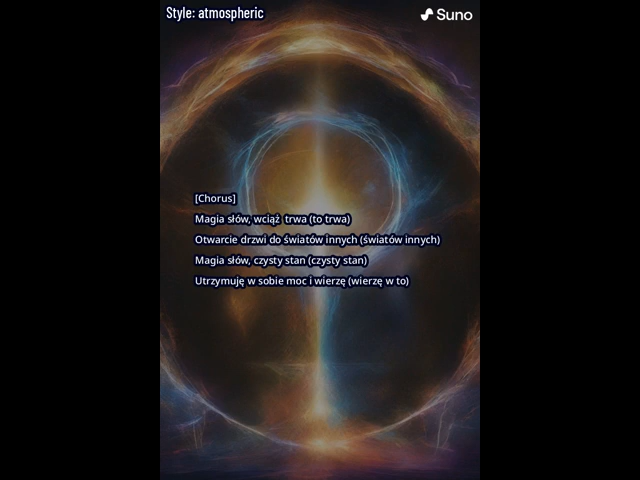 Style: atmospheric
Suno
[Chorus]
Magia słów, wciąż trwa (to trwa)
Otwarcie drzwi do światów innych (światów innych)
Magia słów, czysty stan (czysty stan)
Utrzymuję w sobie moc i wierzę (wierzę w to)